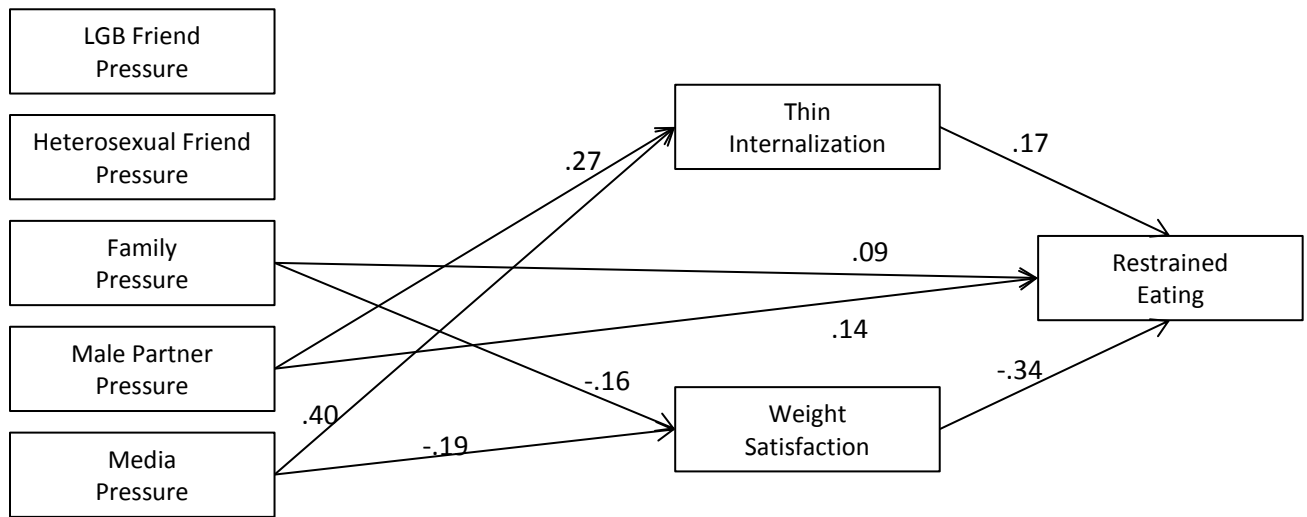 LGB Friend
Pressure
Heterosexual Friend
Pressure
Family
Pressure
Male Partner
Pressure
Media
Pressure
.27
.40
.09
.14
-.16
-.19
Thin
Internalization
Weight
Satisfaction
.17
-.34
Restrained
Eating